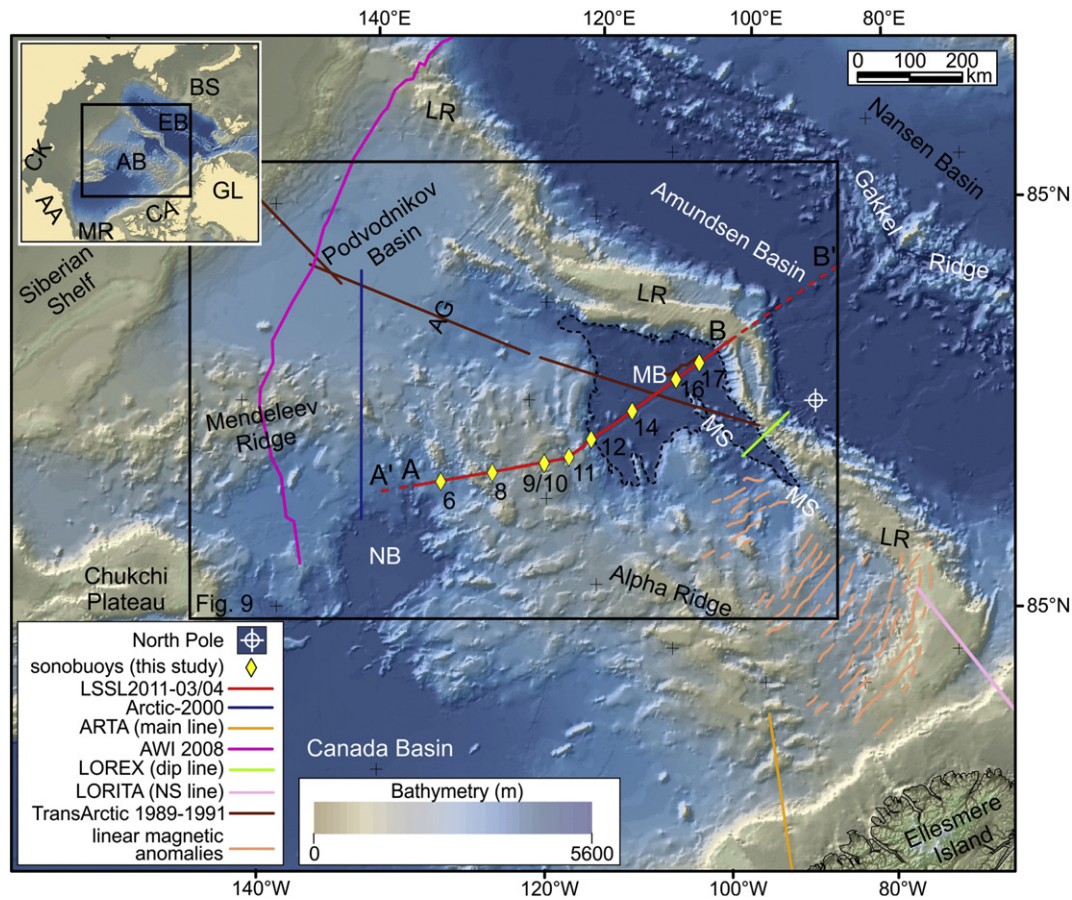 140°E
120°E
100°E
80°E
BS
EB
CK
AB
GL
AA
CA
MR
0 100 200
km
LR
Nansen Basin
85°N
Gakkel
Ridge
Amundsen Basin
Podvodnikov
Basin
Siberian
Shelf
B'
LR
AG
B
MB
17
16
Mendeleev
Ridge
14
MS
12
A' A
11
9/10
8
6
MS
LR
NB
Alpha Ridge
Chukchi
Plateau
Fig. 9
85°N
North Pole
sonobuoys (this study)
LSSL2011-03/04
Arctic-2000
ARTA (main line)
AWI 2008
LOREX (dip line)
LORITA (NS line)
TransArctic 1989-1991
linear magnetic
anomalies
Canada Basin
Bathymetry (m)
0
5600
Ellesmere
Island
140°W
120°W
100°W
80°W